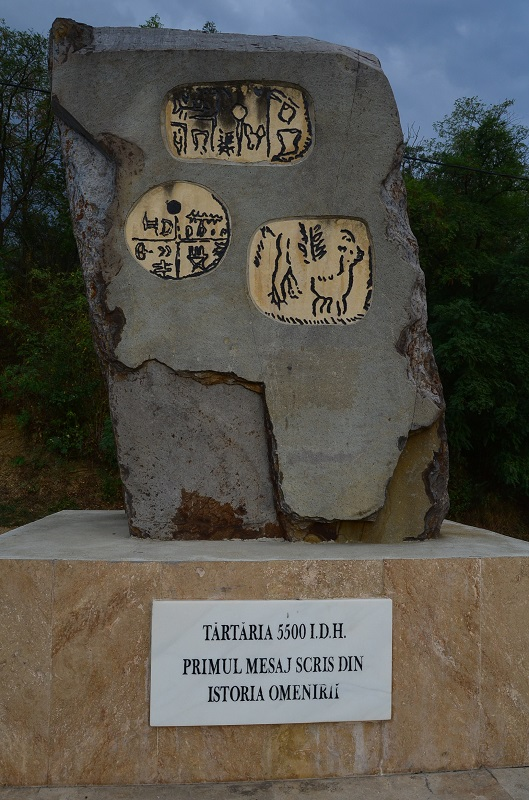 TĂRTĂRIA 5500 I.D.H.
PRIMUL MESAJ SCRIS DIN
ISTORIA OMENIRII